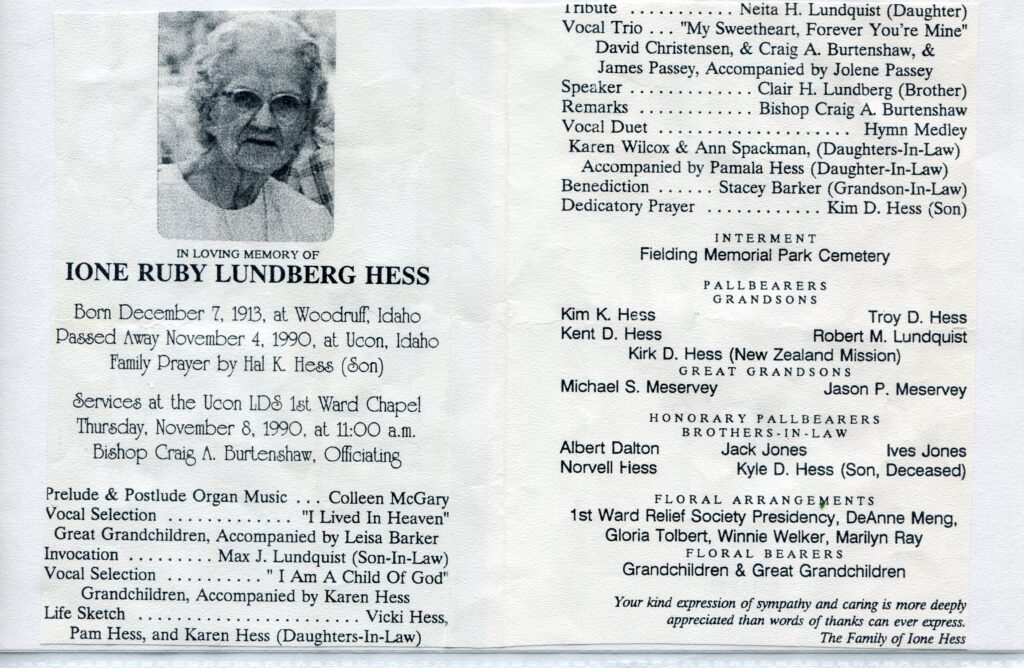 IN LOVING MEMORY OF
IONE RUBY LUNDBERG HESS
Born December 7, 1913, at Woodruff, Idaho
Passed Away November 4, 1990, at Ucon, Idaho
Family Prayer by Hal K. Hess (Son)
Services at the Ucon LDS 1st Ward Chapel
Thursday, November 8, 1990, at 11:00 a.m.
Bishop Craig A. Burtenshaw, Officiating
Prelude & Postlude Organ Music ... Colleen McGary
Vocal Selection ............. "I Lived In Heaven"
Great Grandchildren, Accompanied by Leisa Barker
Invocation ......... Max J. Lundquist (Son-In-Law)
Vocal Selection .......... " I Am A Child Of God"
Grandchildren, Accompanied by Karen Hess
Life Sketch ......................... Vicki Hess,
Pam Hess, and Karen Hess (Daughters-In-Law)
Tribute ........... Neita H. Lundquist (Daughter)
Vocal Trio ... "My Sweetheart, Forever You're Mine"
David Christensen, & Craig A. Burtenshaw, &
James Passey, Accompanied by Jolene Passey
Speaker ............. Clair H. Lundberg (Brother)
Remarks ............ Bishop Craig A. Burtenshaw
Vocal Duet .................... Hymn Medley
Karen Wilcox & Ann Spackman, (Daughters-In-Law)
Accompanied by Pamala Hess (Daughter-In-Law)
Benediction ...... Stacey Barker (Grandson-In-Law)
Dedicatory Prayer ............ Kim D. Hess (Son)
INTERMENT
Fielding Memorial Park Cemetery
PALLBEARERS
GRANDSONS
Kim K. Hess Troy D. Hess
Kent D. Hess Robert M. Lundquist
Kirk D. Hess (New Zealand Mission)
GREAT GRANDSONS
Michael S. Meservey Jason P. Meservey
HONORARY PALLBEARERS
BROTHERS-IN-LAW
Albert Dalton Jack Jones Ives Jones
Norvell Hess Kyle D. Hess (Son, Deceased)
FLORAL ARRANGEMENTS
1st Ward Relief Society Presidency, DeAnne Meng,
Gloria Tolbert, Winnie Welker, Marilyn Ray
FLORAL BEARERS
Grandchildren & Great Grandchildren
Your kind expression of sympathy and caring is more deeply
appreciated than words of thanks can ever express.
The Family of Ione Hess